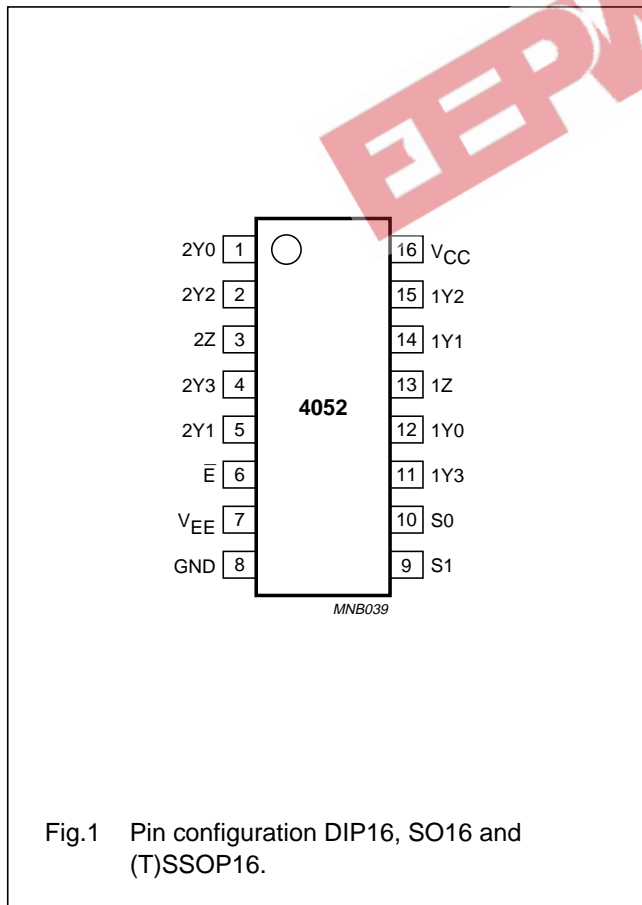 EEPW
2Y0 1 16 VCC
2Y2 2 15 1Y2
2Z 3 14 1Y1
2Y3 4 13 1Z
4052
2Y1 5 12 1Y0
E̅ 6 11 1Y3
VEE 7 10 S0
GND 8 9 S1
MNB039
Fig.1 Pin configuration DIP16, SO16 and
(T)SSOP16.